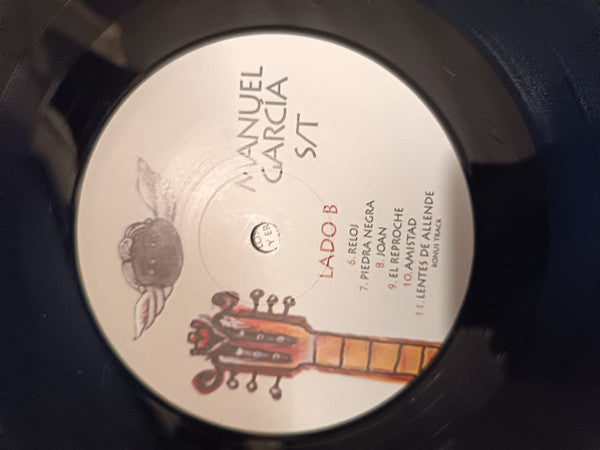 MANUEL
GARCIA
S/T
LADO B
6. RELOJ
7. PIEDRA NEGRA
8. JOAN
9. EL REPROCHE
10. AMISTAD
11. LENTES DE ALLENDE
BONUS TRACK